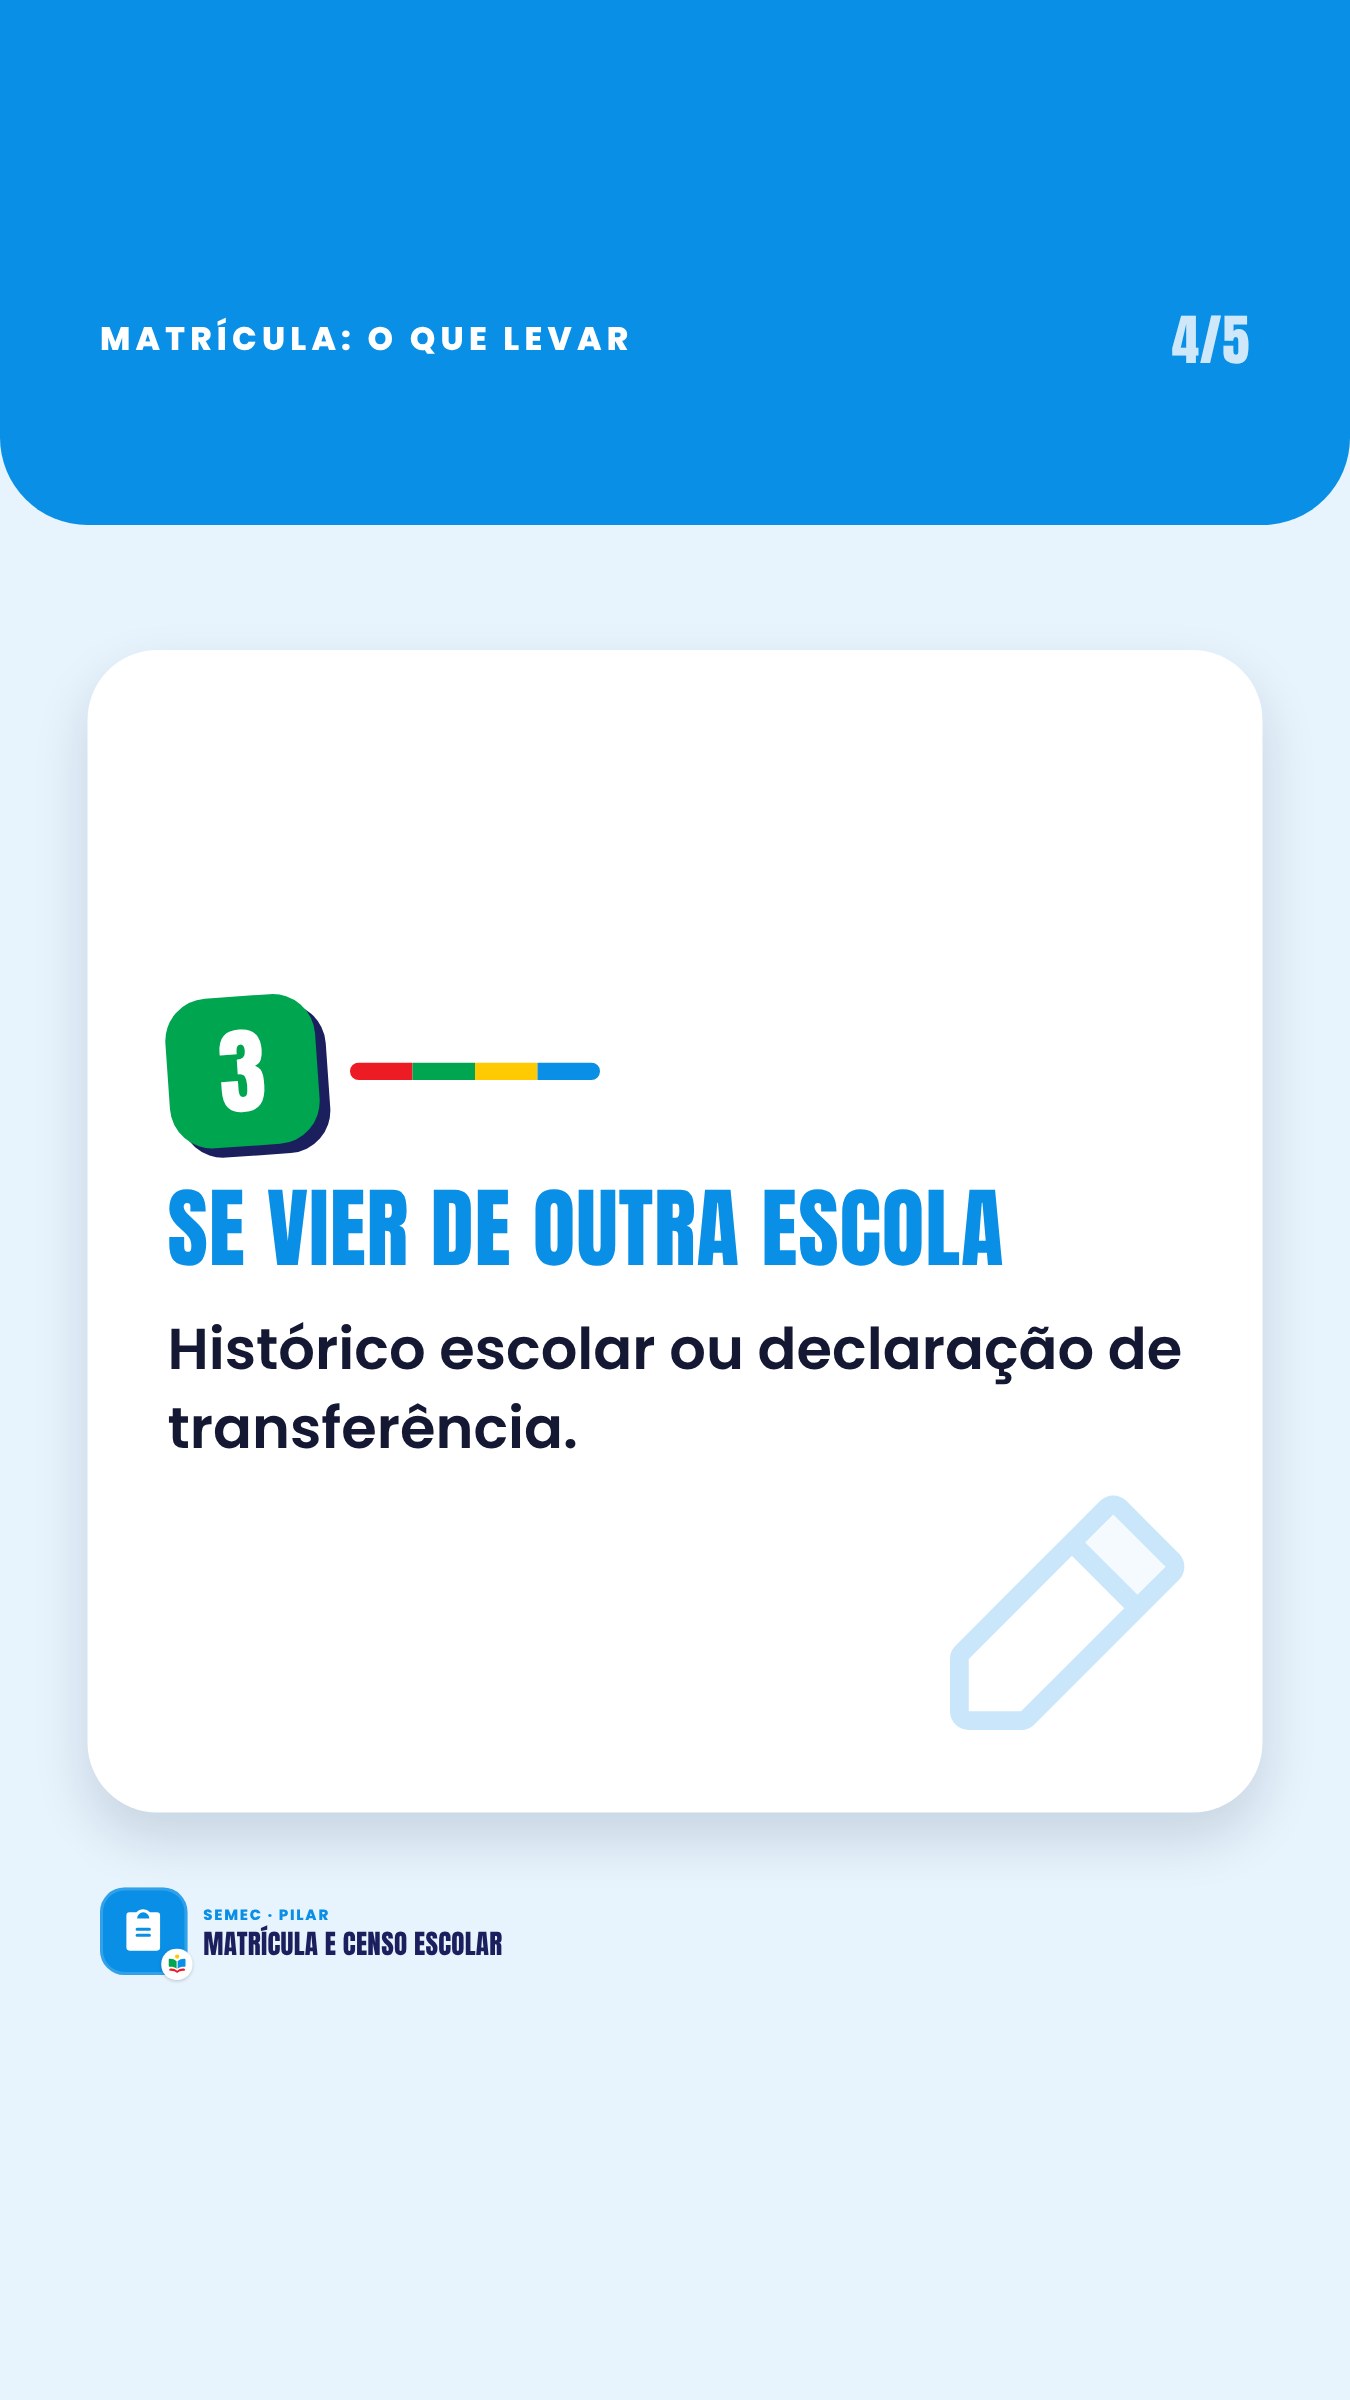 MATRÍCULA: O QUE LEVAR
4/5
3
SE VIER DE OUTRA ESCOLA
Histórico escolar ou declaração de
transferência.
SEMEC · PILAR
MATRÍCULA E CENSO ESCOLAR